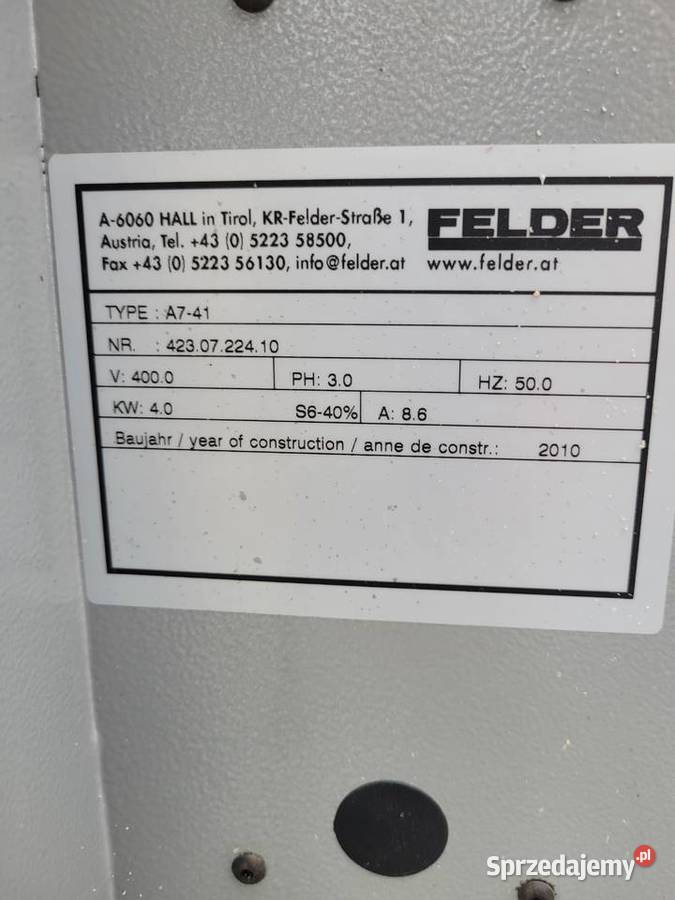 A-6060 HALL in Tirol, KR-Felder-Straße 1,
Austria, Tel. +43 (0) 5223 58500,
Fax +43 (0) 5223 56130, info@felder.at
FELDER
www.felder.at
TYPE : A7-41
NR. : 423.07.224.10
V: 400.0 PH: 3.0 HZ: 50.0
KW: 4.0 S6-40% A: 8.6
Baujahr / year of construction / anne de constr.: 2010
Sprzedajemy.pl